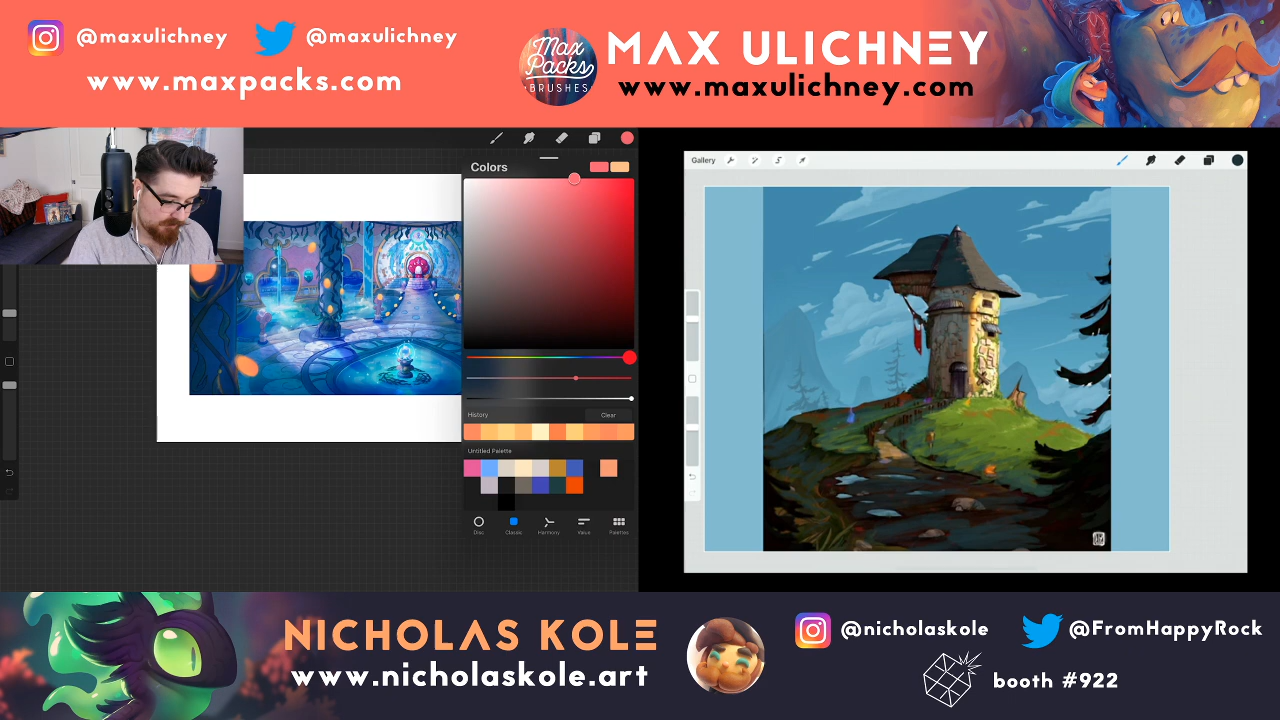 @maxulichney
@maxulichney
www.maxpacks.com
Max
Packs
BRUSHES
MAX ULICHNEY
www.maxulichney.com
Colors
History
Clear
Untitled Palette
Disc
Classic
Harmony
Value
Palettes
Gallery
NICHOLAS KOLE
www.nicholaskole.art
@nicholaskole
@FromHappyRock
booth #922